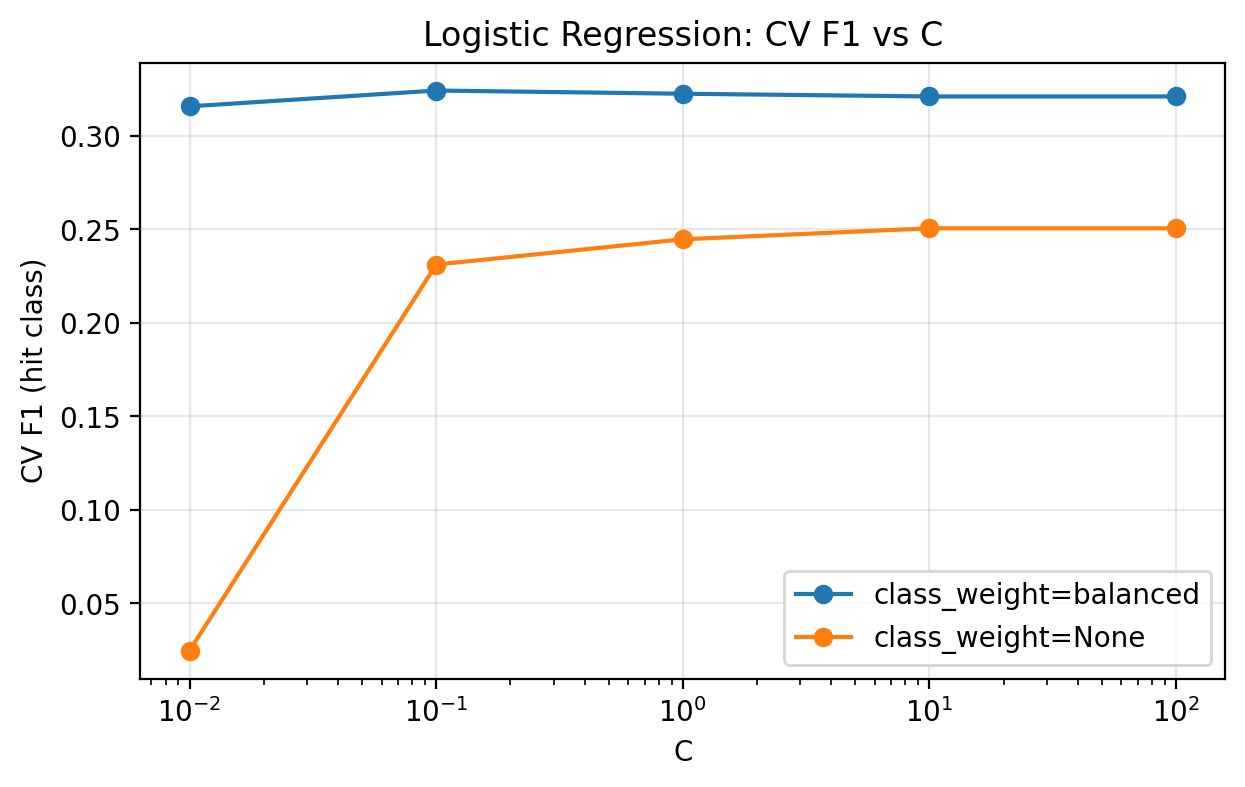 Logistic Regression: CV F1 vs C
CV F1 (hit class)
0.30
0.25
0.20
0.15
0.10
0.05
10⁻² 10⁻¹ 10⁰ 10¹ 10²
C
class_weight=balanced
class_weight=None